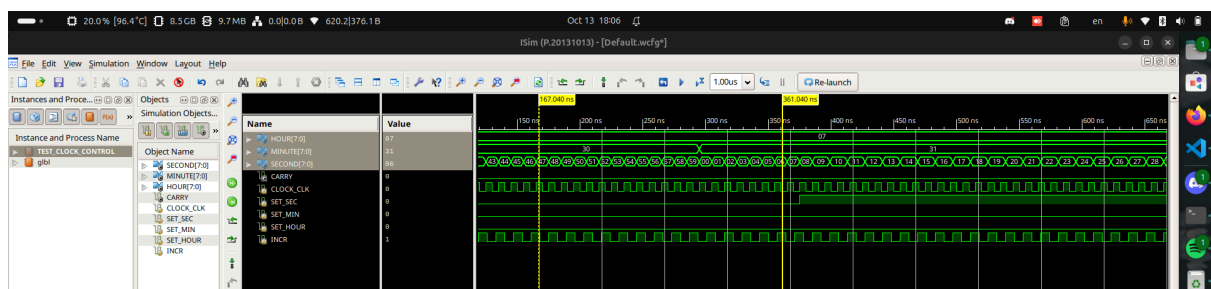 20.0% [96.4°C] 8.5GB 9.7MB 0.0|0.0B 620.2|376.1B Oct 13 18:06 en
ISim (P.20131013) - [Default.wcfg*]
File Edit View Simulation Window Layout Help
1.00us Re-launch
Instances and Proce...
Instance and Process Name
TEST_CLOCK_CONTROL
glbl
Objects
Simulation Objects...
Object Name
SECOND[7:0]
MINUTE[7:0]
HOUR[7:0]
CARRY
CLOCK_CLK
SET_SEC
SET_MIN
SET_HOUR
INCR
Name Value
HOUR[7:0] 07
MINUTE[7:0] 31
SECOND[7:0] 06
CARRY 0
CLOCK_CLK 0
SET_SEC 0
SET_MIN 0
SET_HOUR 0
INCR 1
167.040 ns 361.040 ns
150 ns 200 ns 250 ns 300 ns 350 ns 400 ns 450 ns 500 ns 550 ns 600 ns 650 ns
07
30 31
43 44 45 46 47 48 49 50 51 52 53 54 55 56 57 58 59 00 01 02 03 04 05 06 07 08 09 10 11 12 13 14 15 16 17 18 19 20 21 22 23 24 25 26 27 28